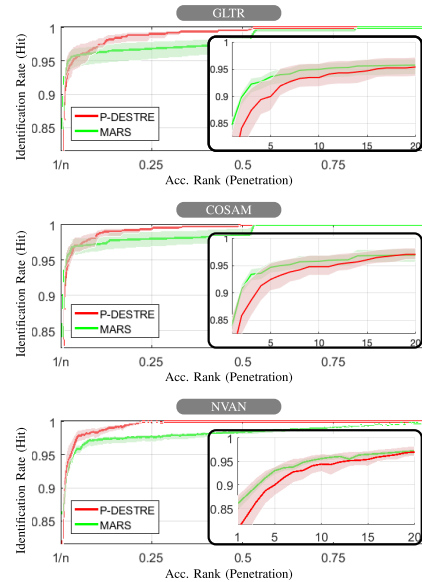 GLTR
Identification Rate (Hit)
1
0.95
0.9
0.85
1
0.95
0.9
0.85
5
10
15
20
P-DESTRE
MARS
1/n
0.25
0.5
0.75
Acc. Rank (Penetration)
COSAM
Identification Rate (Hit)
1
0.95
0.9
0.85
1
0.95
0.9
0.85
5
10
15
20
P-DESTRE
MARS
1/n
0.25
0.5
0.75
Acc. Rank (Penetration)
NVAN
Identification Rate (Hit)
1
0.95
0.9
0.85
1
0.95
0.9
0.85
1
5
10
15
20
P-DESTRE
MARS
1/n
0.25
0.5
0.75
Acc. Rank (Penetration)